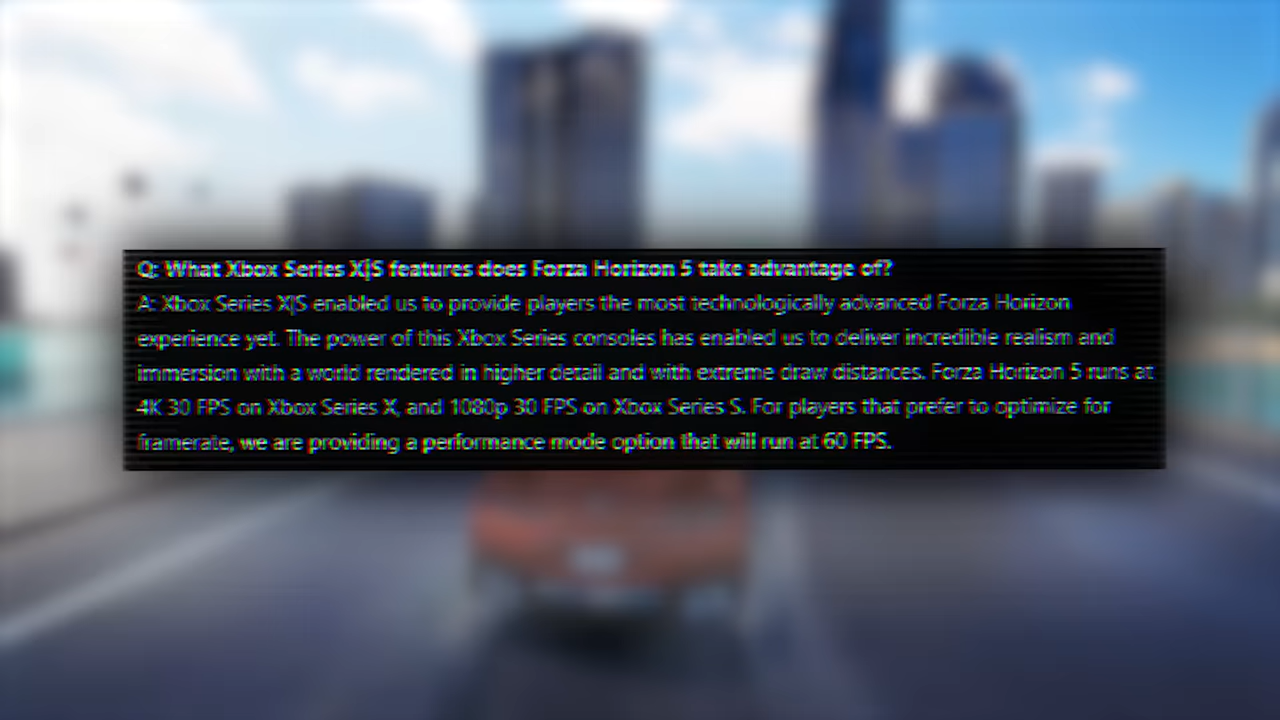 Q: What Xbox Series X|S features does Forza Horizon 5 take advantage of?
A: Xbox Series X|S enabled us to provide players the most technologically advanced Forza Horizon
experience yet. The power of this Xbox Series consoles has enabled us to deliver incredible realism and
immersion with a world rendered in higher detail and with extreme draw distances. Forza Horizon 5 runs at
4K 30 FPS on Xbox Series X, and 1080p 30 FPS on Xbox Series S. For players that prefer to optimize for
framerate, we are providing a performance mode option that will run at 60 FPS.